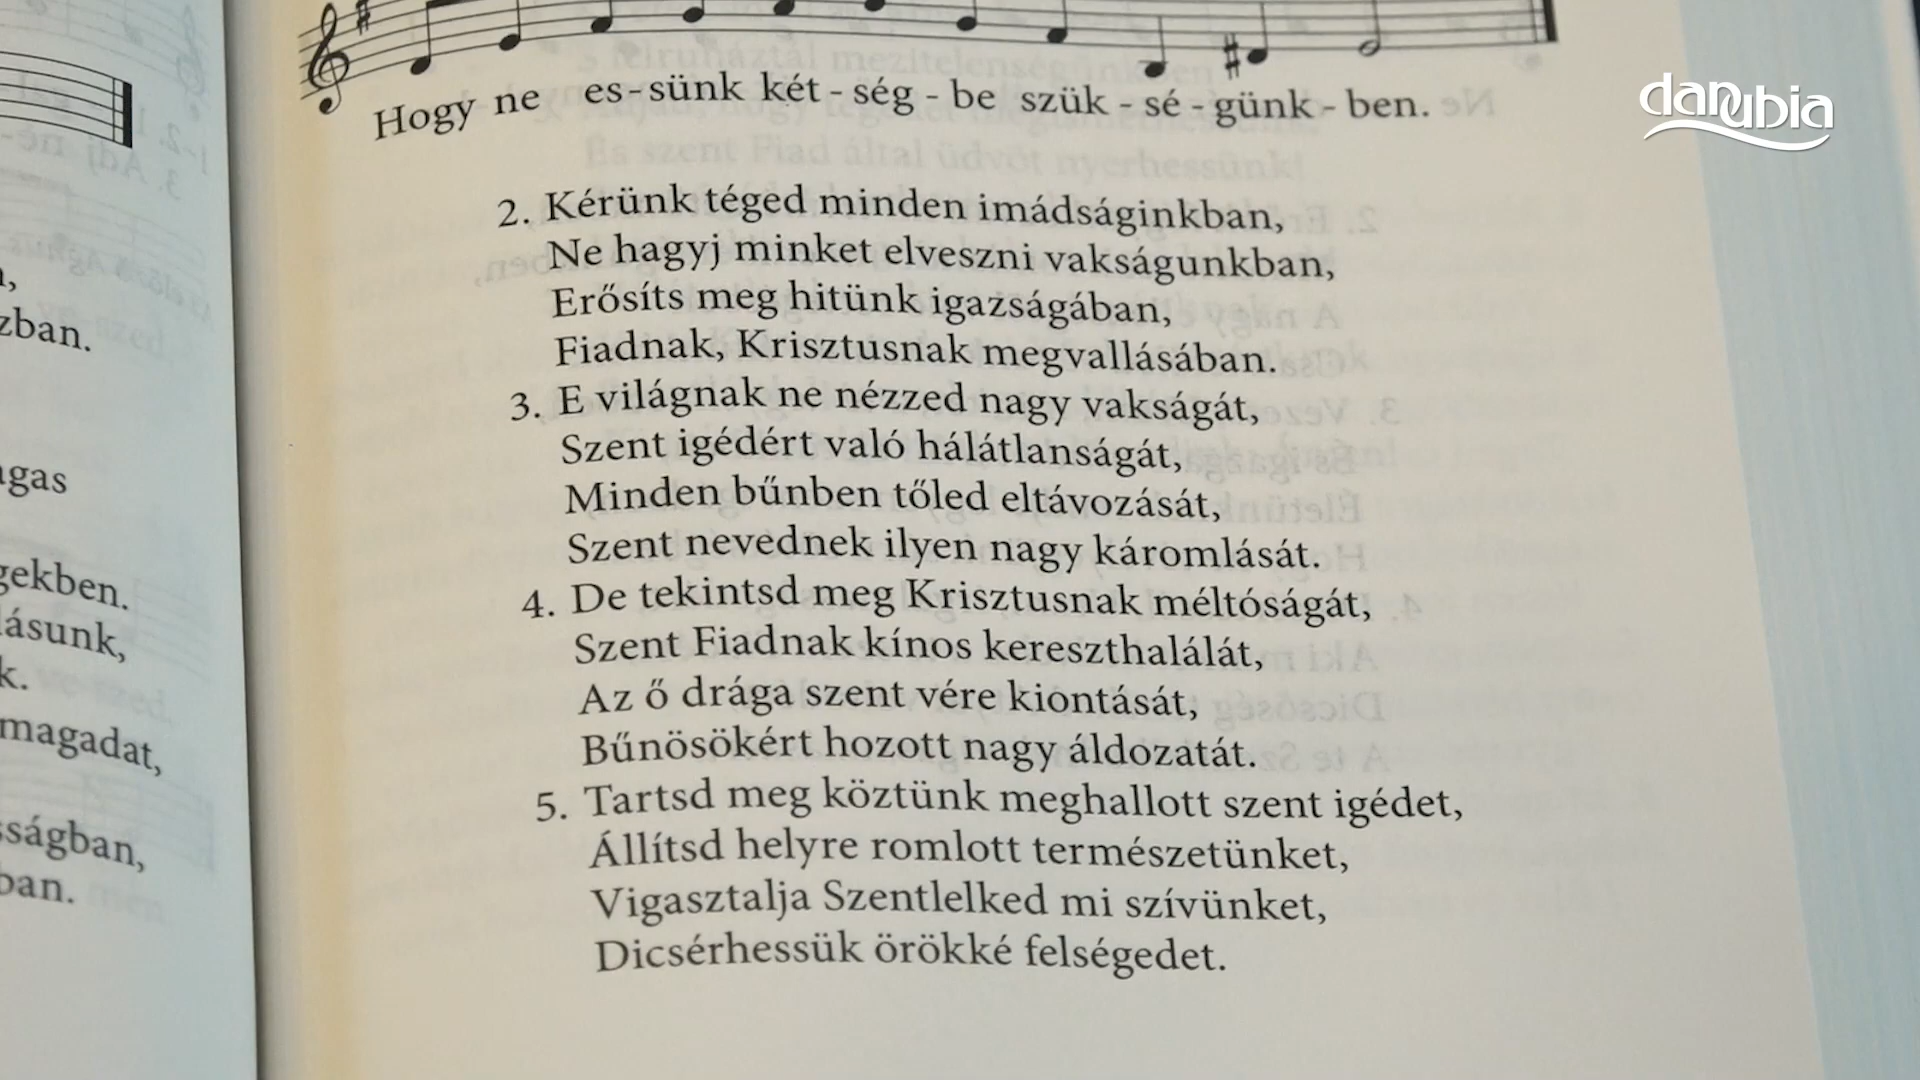 danubia
zban.
gekben.
magadat,
Hogy ne es-sünk két-ség-be szük-sé-günk-ben.
2. Kérünk téged minden imádságinkban,
Ne hagyj minket elveszni vakságunkban,
Erősíts meg hitünk igazságában,
Fiadnak, Krisztusnak megvallásában.
3. E világnak ne nézzed nagy vakságát,
Szent igédért való hálátlanságát,
Minden bűnben tőled eltávozását,
Szent nevednek ilyen nagy káromlását.
4. De tekintsd meg Krisztusnak méltóságát,
Szent Fiadnak kínos kereszthalálát,
Az ő drága szent vére kiontását,
Bűnösökért hozott nagy áldozatát.
5. Tartsd meg köztünk meghallott szent igédet,
Állítsd helyre romlott természetünket,
Vigasztalja Szentlelked mi szívünket,
Dicsérhessük örökké felségedet.